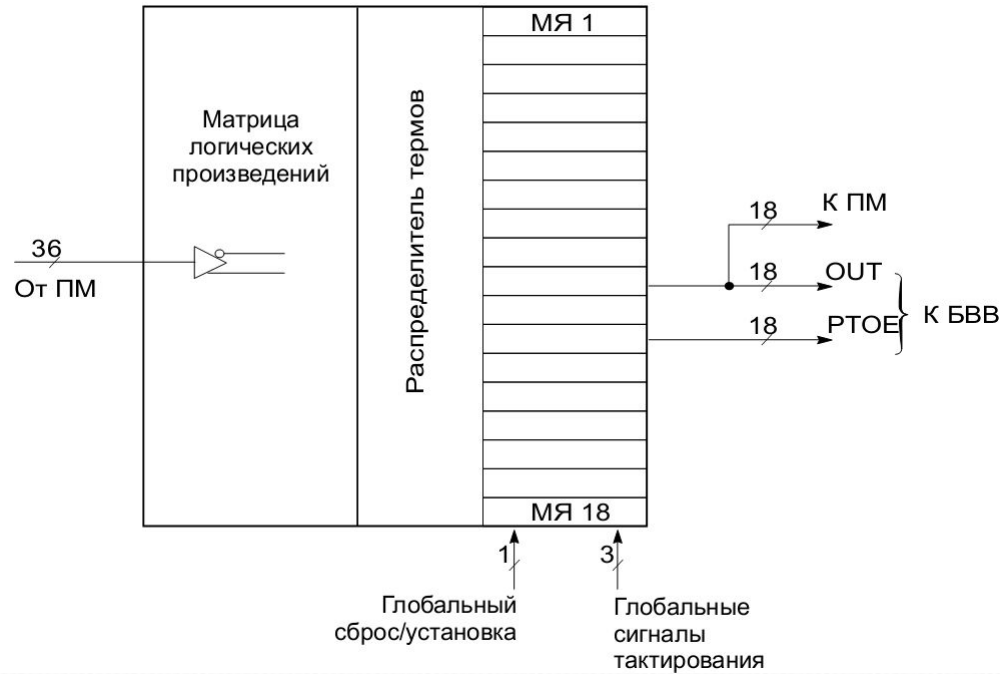 МЯ 1
Матрица
логических
произведений
Распределитель термов
36
От ПМ
18
К ПМ
18
OUT
18
PTOE
К БВВ
МЯ 18
1
3
Глобальный
сброс/установка
Глобальные
сигналы
тактирования